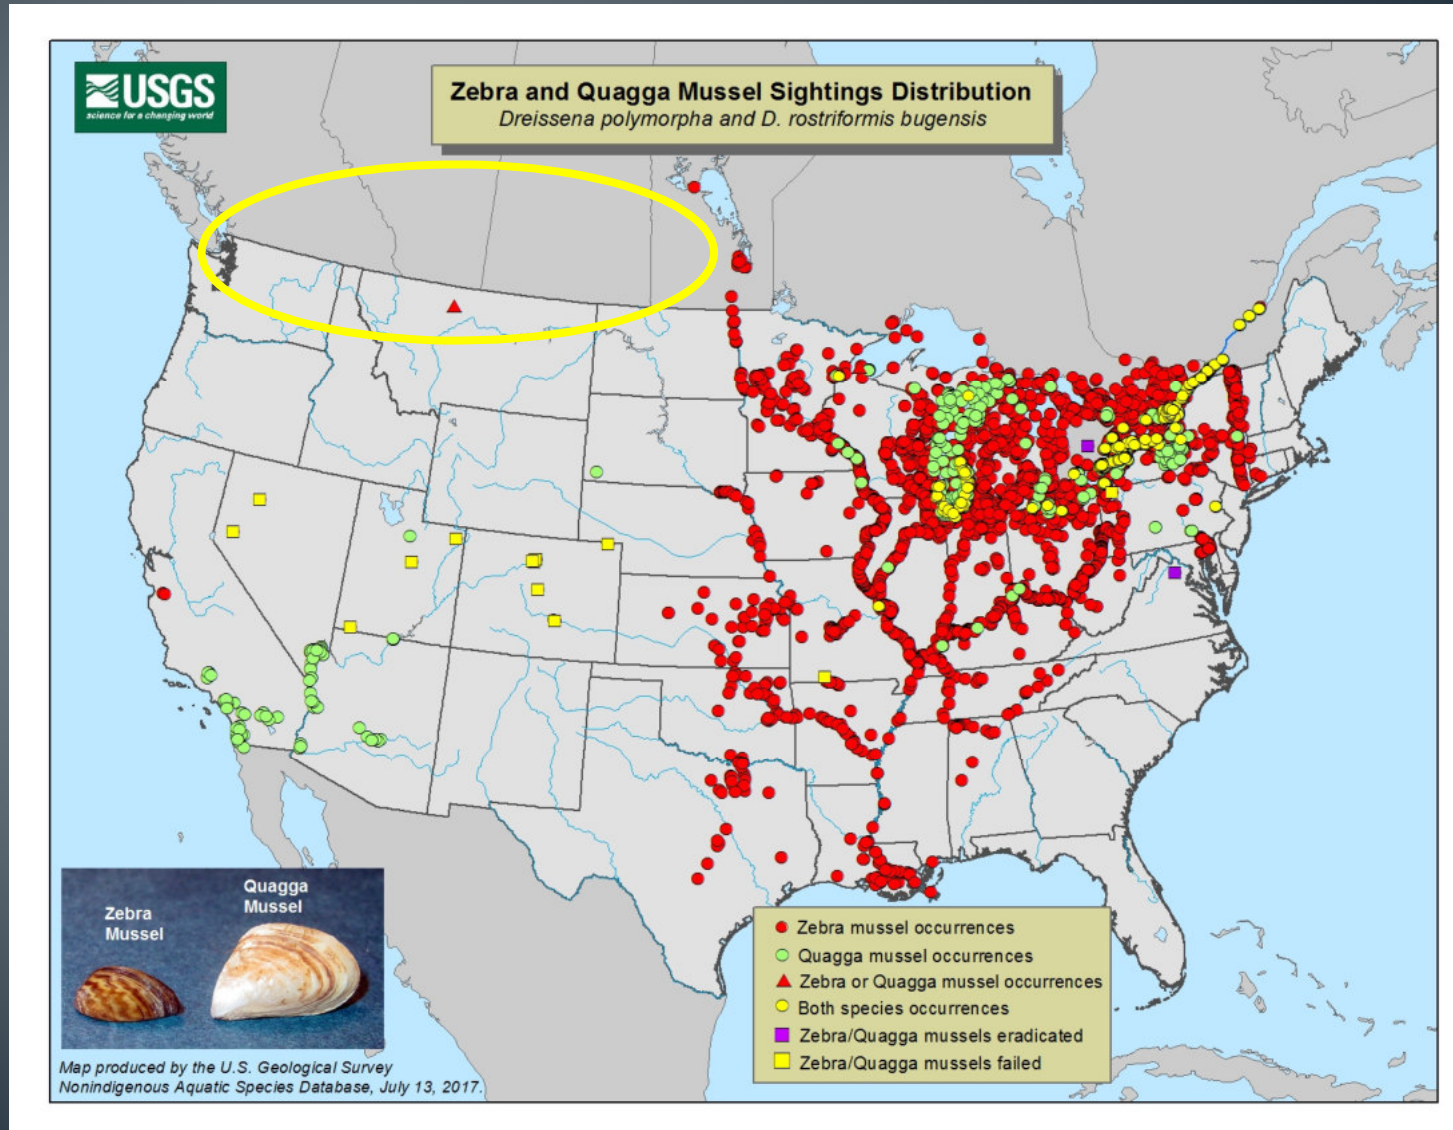 USGS
science for a changing world
Zebra and Quagga Mussel Sightings Distribution
Dreissena polymorpha and D. rostriformis bugensis
Zebra
Mussel
Quagga
Mussel
Zebra mussel occurrences
Quagga mussel occurrences
Zebra or Quagga mussel occurrences
Both species occurrences
Zebra/Quagga mussels eradicated
Zebra/Quagga mussels failed
Map produced by the U.S. Geological Survey
Nonindigenous Aquatic Species Database, July 13, 2017.